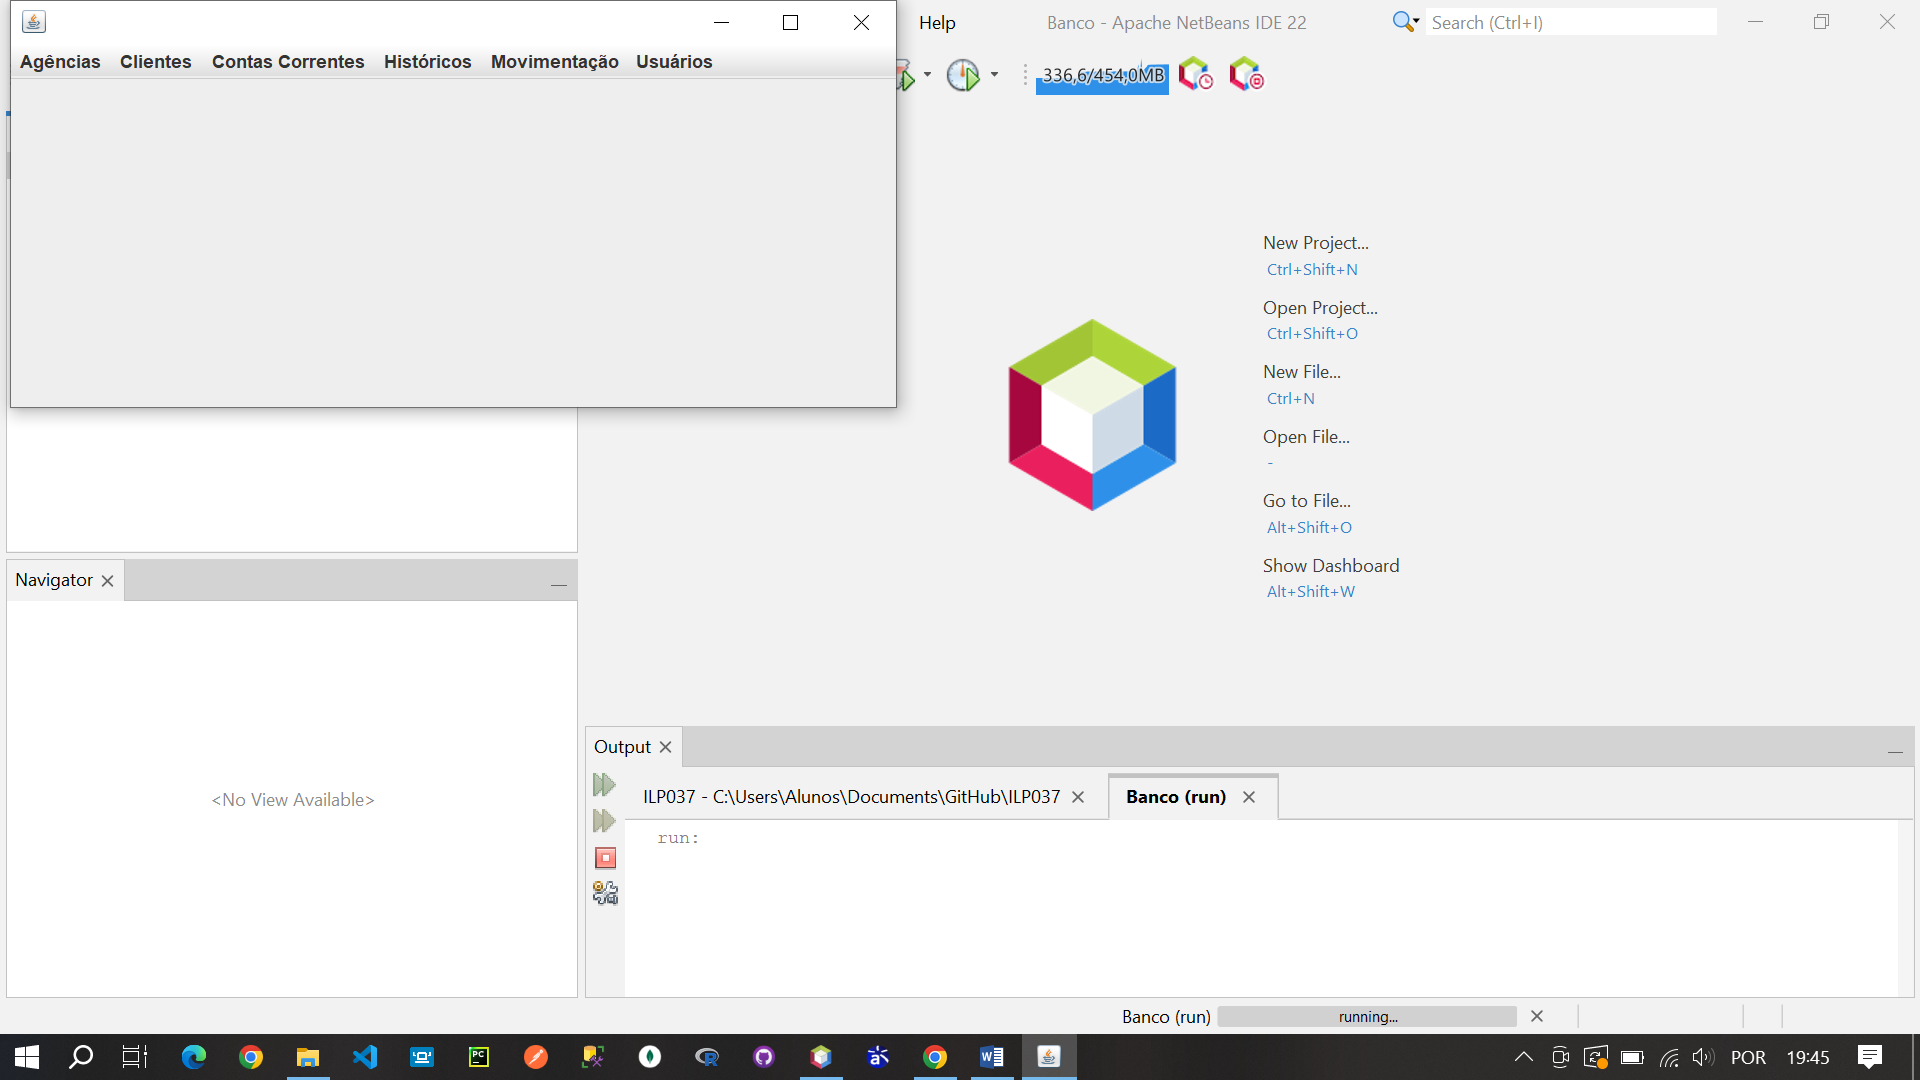 Agências Clientes Contas Correntes Históricos Movimentação Usuários
Help Banco - Apache NetBeans IDE 22 Search (Ctrl+I)
336,6/454,0MB
New Project...
Ctrl+Shift+N
Open Project...
Ctrl+Shift+O
New File...
Ctrl+N
Open File...
-
Go to File...
Alt+Shift+O
Show Dashboard
Alt+Shift+W
Navigator
<No View Available>
Output
ILP037 - C:\Users\Alunos\Documents\GitHub\ILP037 Banco (run)
run:
Banco (run) running...
PC
W
POR 19:45